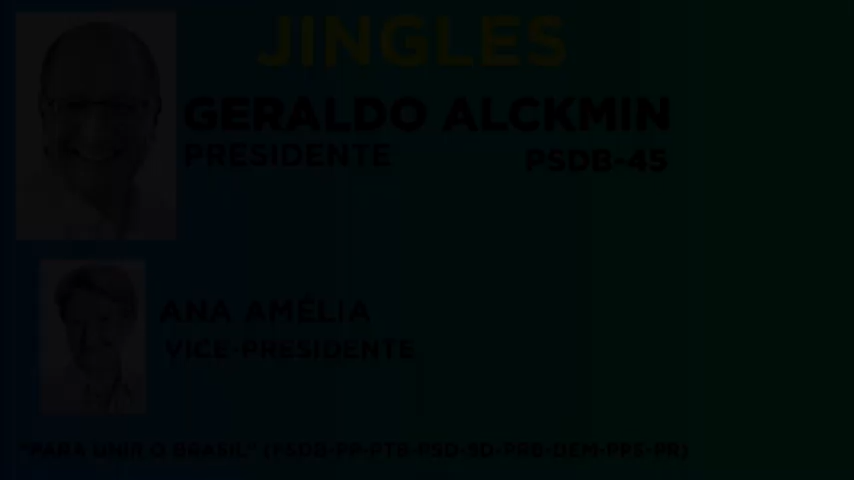 JINGLES
GERALDO ALCKMIN
PRESIDENTE PSDB-45
ANA AMÉLIA
VICE-PRESIDENTE
"PARA UNIR O BRASIL" (PSDB-PP-PTB-PSD-SD-PRB-DEM-PPS-PR)